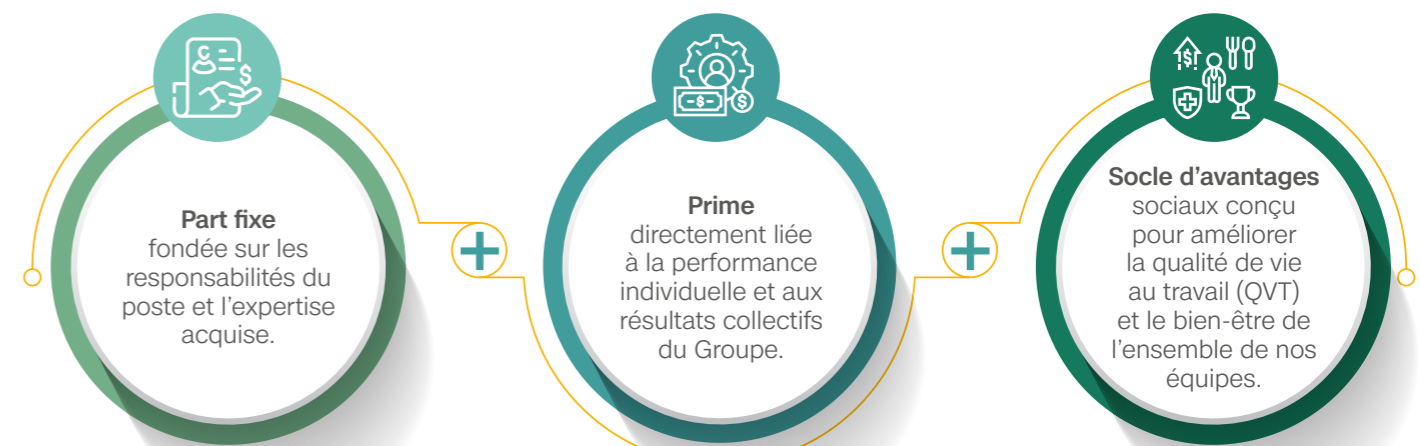 Part fixe
fondée sur les
responsabilités du
poste et l’expertise
acquise.
+
Prime
directement liée
à la performance
individuelle et aux
résultats collectifs
du Groupe.
+
Socle d’avantages
sociaux conçu
pour améliorer
la qualité de vie
au travail (QVT)
et le bien-être de
l’ensemble de nos
équipes.